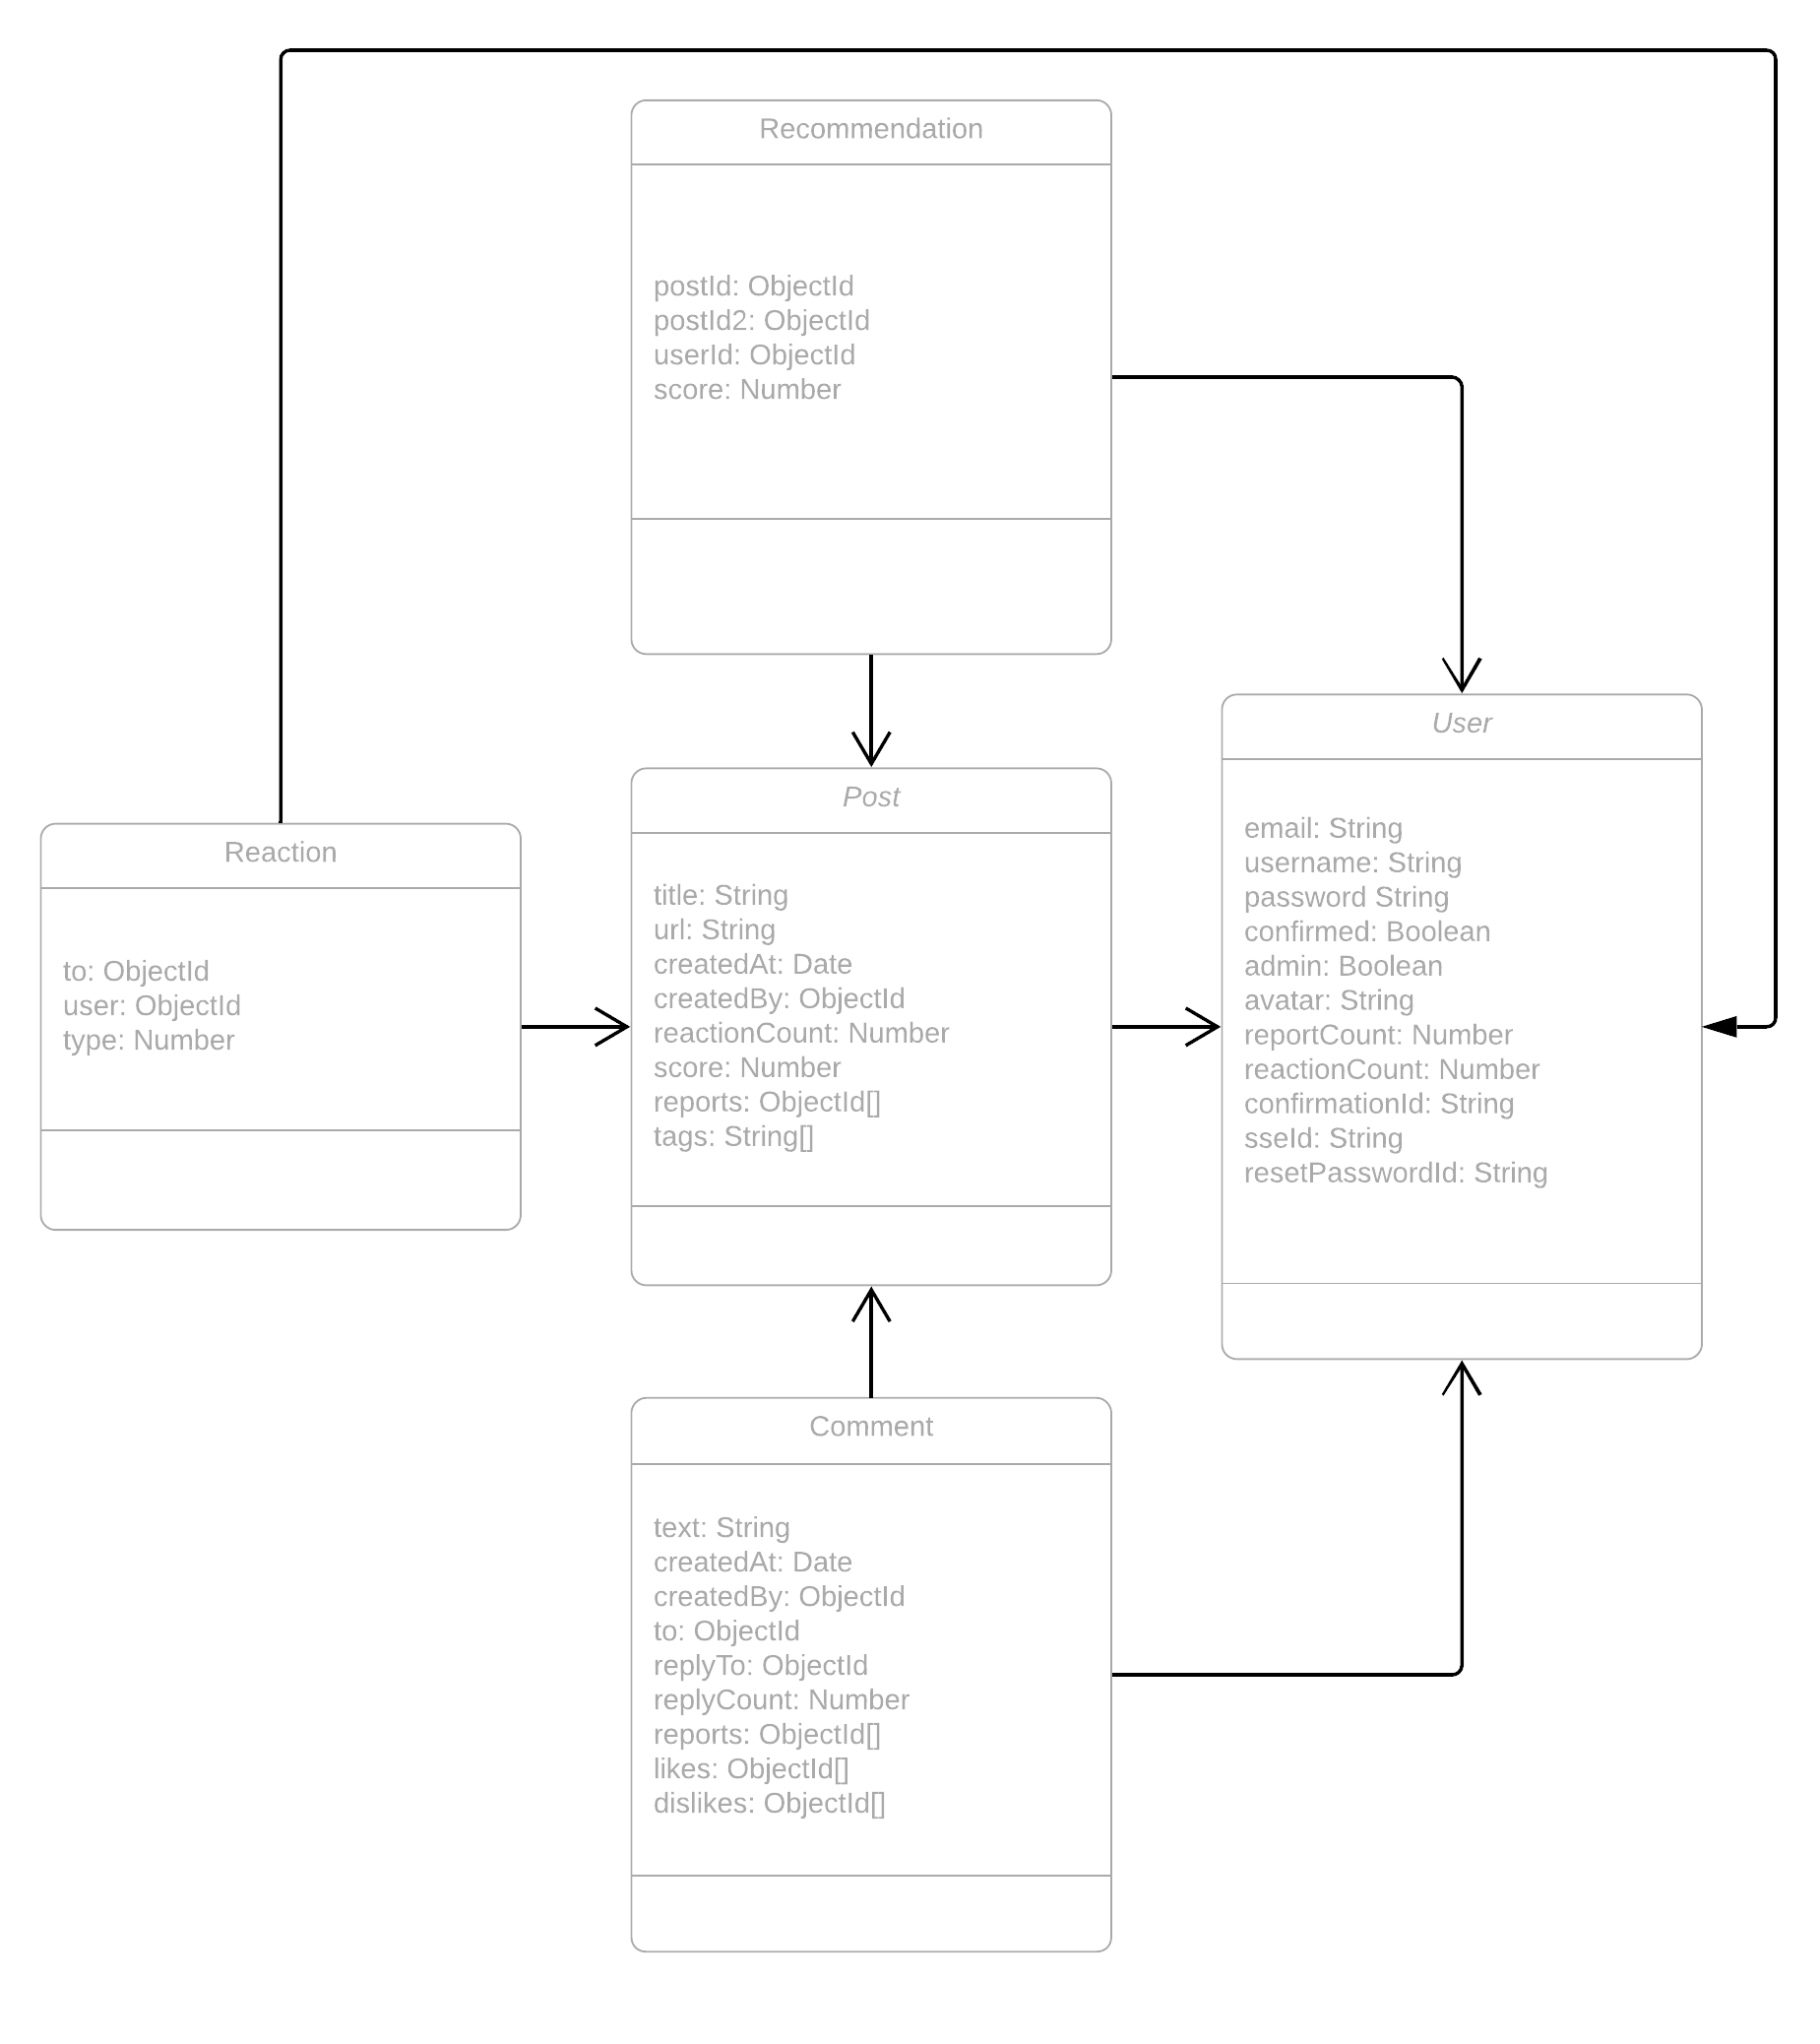 Recommendation
postId: ObjectId
postId2: ObjectId
userId: ObjectId
score: Number
Reaction
to: ObjectId
user: ObjectId
type: Number
Post
title: String
url: String
createdAt: Date
createdBy: ObjectId
reactionCount: Number
score: Number
reports: ObjectId[]
tags: String[]
User
email: String
username: String
password String
confirmed: Boolean
admin: Boolean
avatar: String
reportCount: Number
reactionCount: Number
confirmationId: String
sseId: String
resetPasswordId: String
Comment
text: String
createdAt: Date
createdBy: ObjectId
to: ObjectId
replyTo: ObjectId
replyCount: Number
reports: ObjectId[]
likes: ObjectId[]
dislikes: ObjectId[]